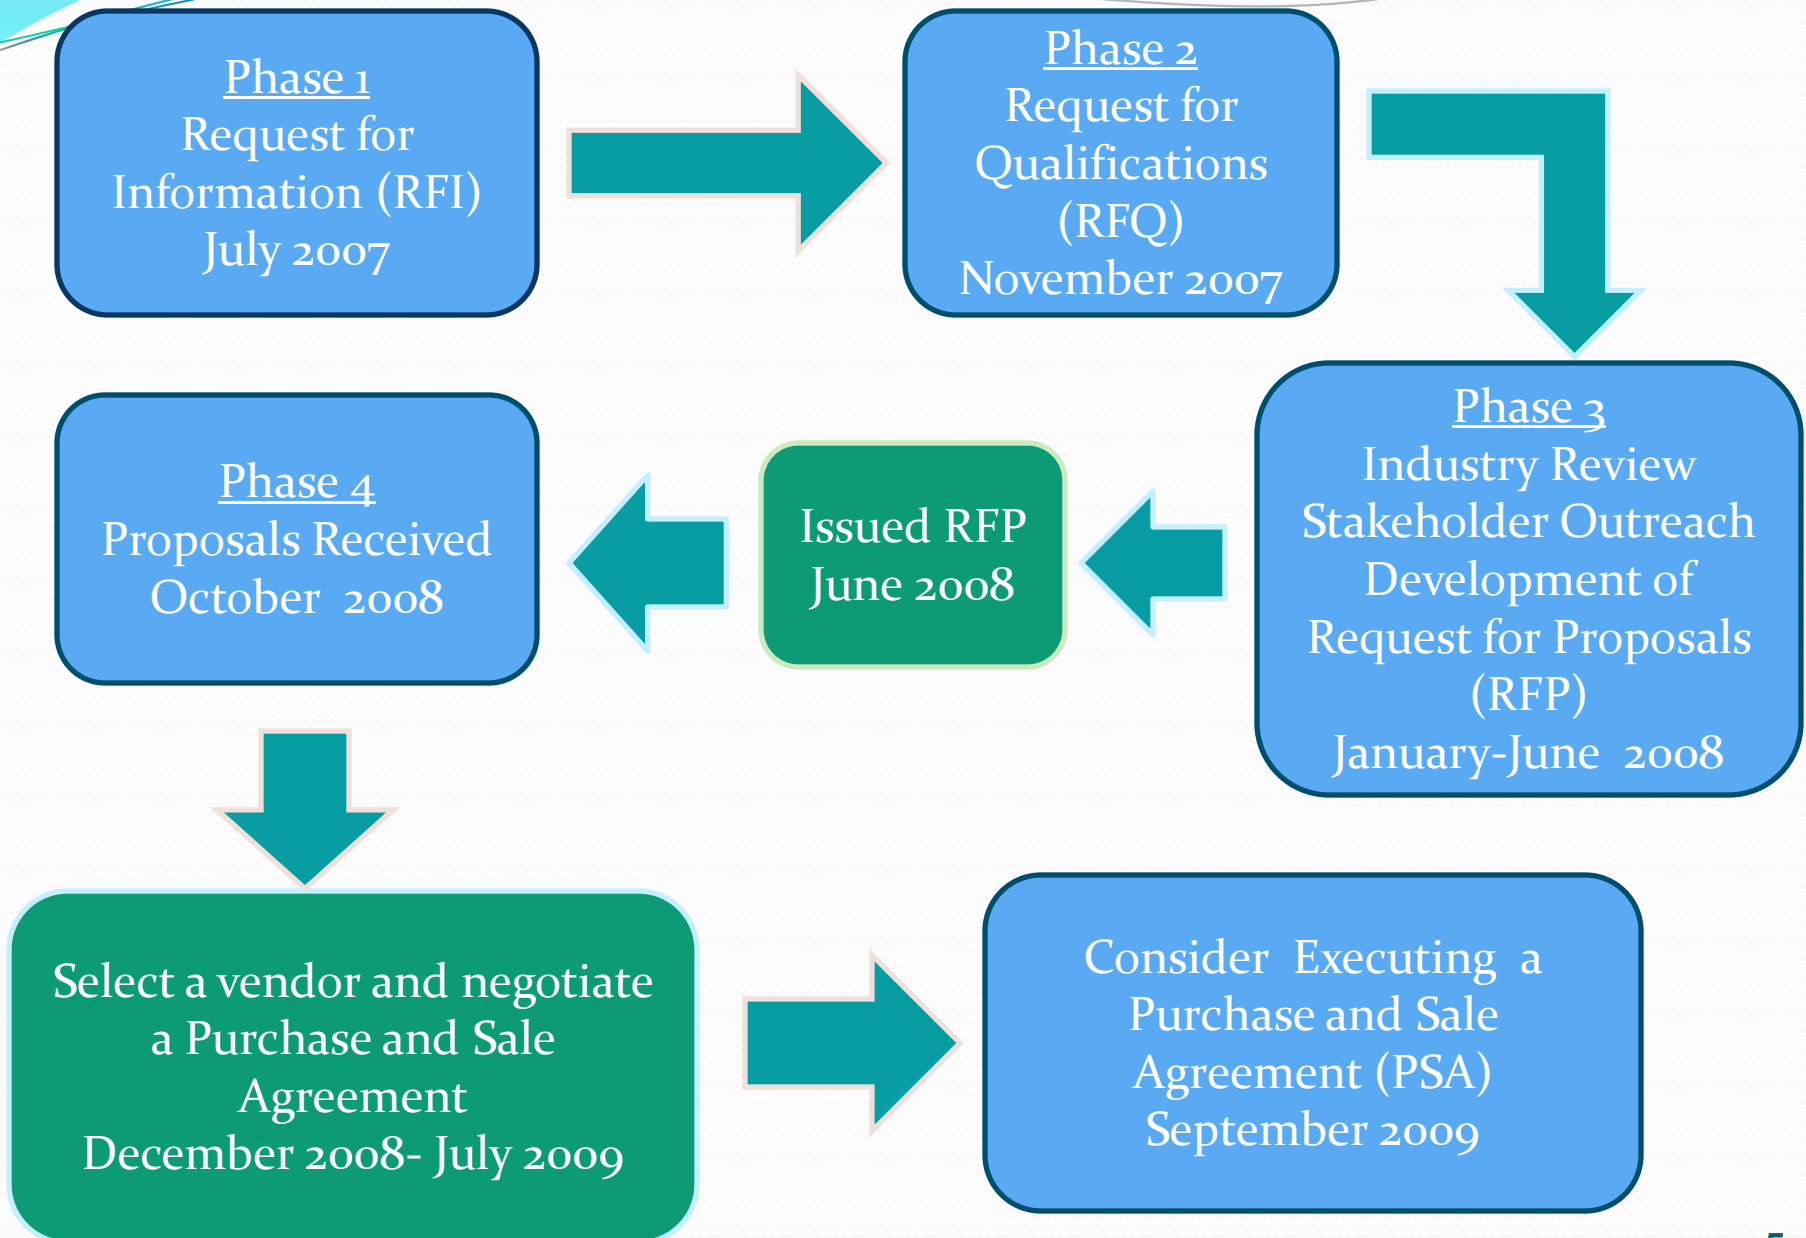 Phase 1
Request for
Information (RFI)
July 2007
Phase 2
Request for
Qualifications
(RFQ)
November 2007
Phase 3
Industry Review
Stakeholder Outreach
Development of
Request for Proposals
(RFP)
January-June 2008
Issued RFP
June 2008
Phase 4
Proposals Received
October 2008
Select a vendor and negotiate
a Purchase and Sale
Agreement
December 2008- July 2009
Consider Executing a
Purchase and Sale
Agreement (PSA)
September 2009